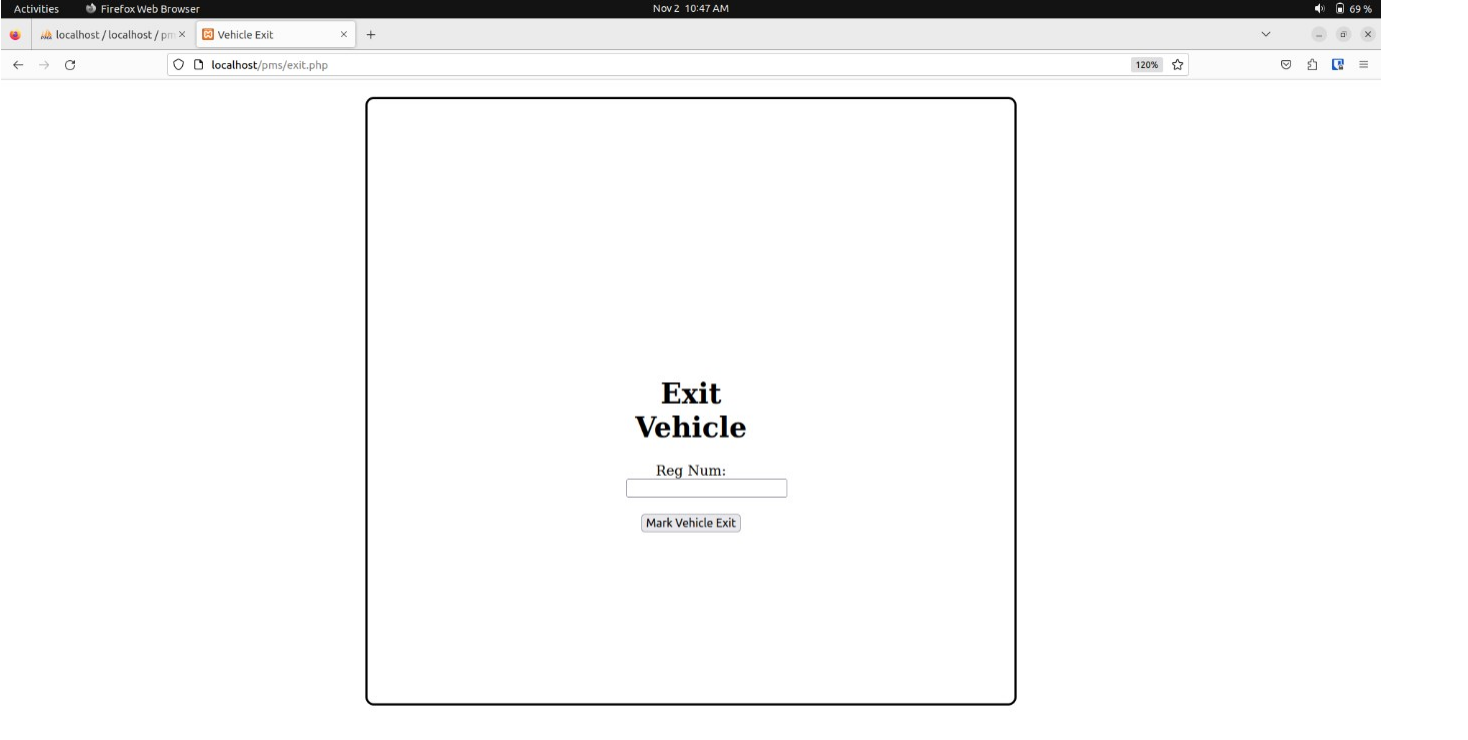 Activities Firefox Web Browser Nov 2 10:47 AM 69 %
localhost / localhost / pm Vehicle Exit
localhost/pms/exit.php 120%
Exit
Vehicle
Reg Num:
Mark Vehicle Exit